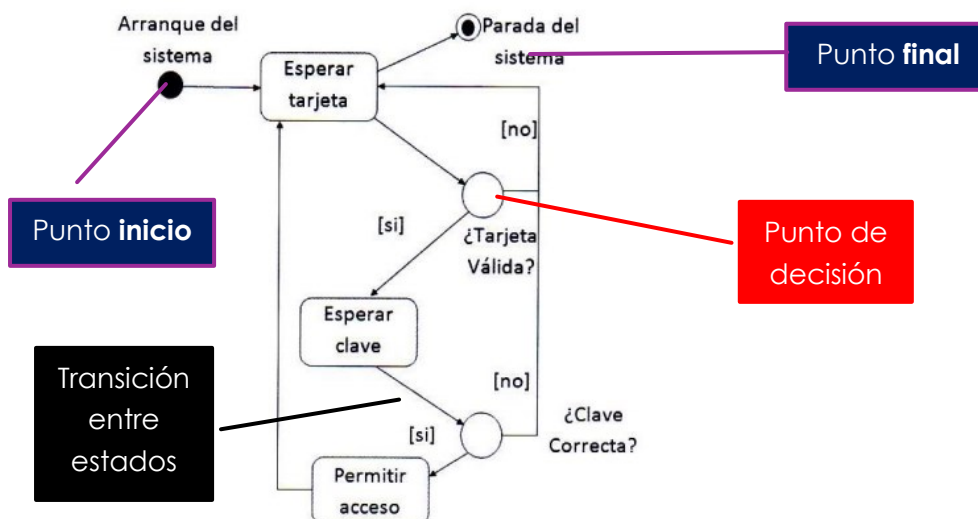 Arranque del
sistema
Parada del
sistema
Punto final
Esperar
tarjeta
[no]
Punto inicio
[si]
¿Tarjeta
Válida?
Punto de
decisión
Esperar
clave
Transición
entre
estados
[no]
[si]
¿Clave
Correcta?
Permitir
acceso